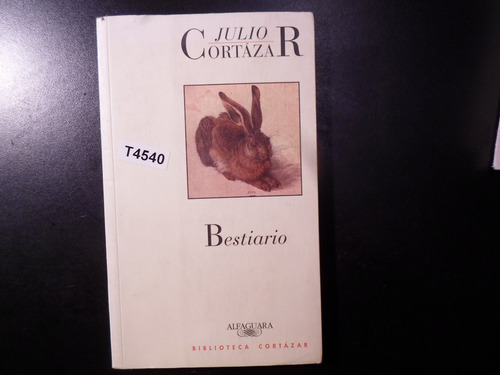 JULIO
CORTÁZAR
T4540
Bestiario
ALFAGUARA
BIBLIOTECA CORTÁZAR